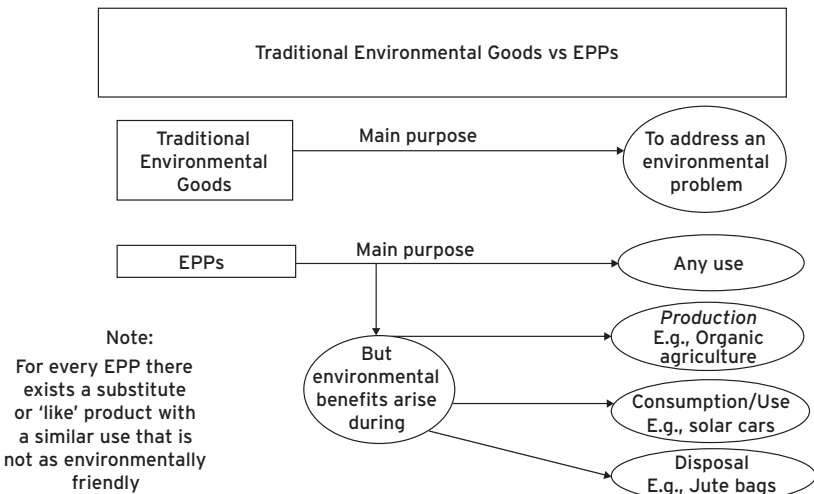 Traditional Environmental Goods vs EPPs
Traditional
Environmental
Goods
Main purpose
To address an
environmental
problem
EPPs
Main purpose
Any use
But
environmental
benefits arise
during
Production
E.g., Organic
agriculture
Consumption/Use
E.g., solar cars
Disposal
E.g., Jute bags
Note:
For every EPP there
exists a substitute
or ‘like’ product with
a similar use that is
not as environmentally
friendly